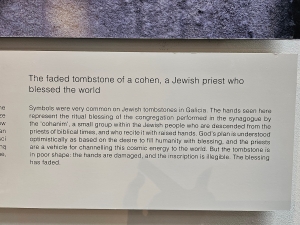 The faded tombstone of a cohen, a Jewish priest who
blessed the world
Symbols were very common on Jewish tombstones in Galicia. The hands seen here
represent the ritual blessing of the congregation performed in the synagogue by
the 'cohanim', a small group within the Jewish people who are descended from the
priests of biblical times, and who recite it with raised hands. God's plan is understood
optimistically as based on the desire to fill humanity with blessing, and the priests
are a vehicle for channelling this cosmic energy to the world. But the tombstone is
in poor shape: the hands are damaged, and the inscription is illegible. The blessing
has faded.